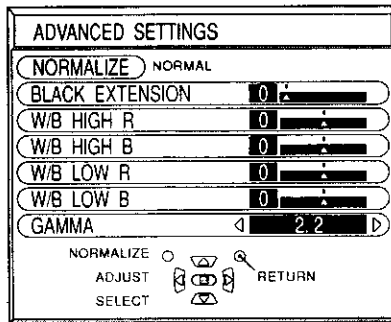 ADVANCED SETTINGS
NORMALIZE NORMAL
BLACK EXTENSION 0
W/B HIGH R 0
W/B HIGH B 0
W/B LOW R 0
W/B LOW B 0
GAMMA 2.2
NORMALIZE
ADJUST RETURN
SELECT